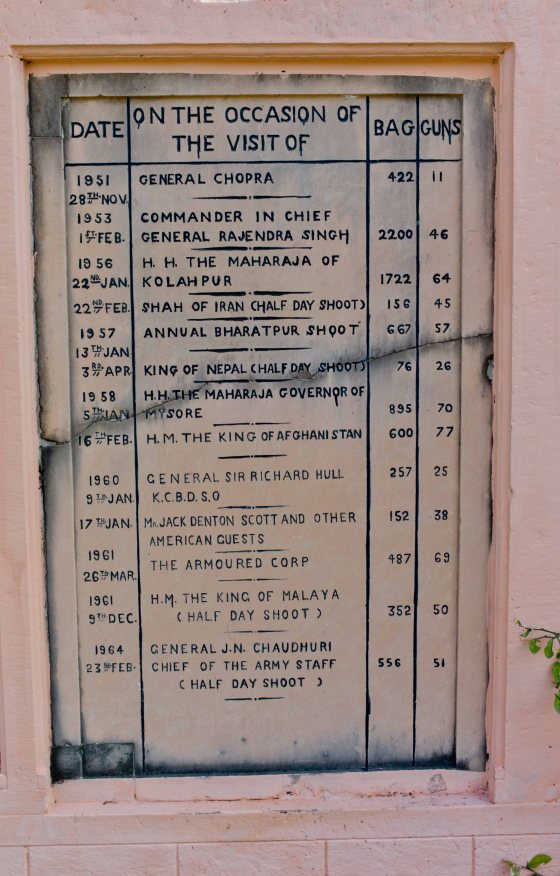 DATE ON THE OCCASION OF THE VISIT OF BAG GUNS
1951
28TH NOV. GENERAL CHOPRA 422 11
1953 COMMANDER IN CHIEF
1ST FEB. GENERAL RAJENDRA SINGH 2200 46
1956 H. H. THE MAHARAJA OF
22ND JAN. KOLAHPUR 1722 64
22ND FEB. SHAH OF IRAN (HALF DAY SHOOT) 156 45
1957 ANNUAL BHARATPUR SHOOT 667 57
13TH JAN
3RD APR. KING OF NEPAL (HALF DAY SHOOT) 76 26
1958 H.H. THE MAHARAJA GOVERNOR OF
5TH JAN MYSORE 895 70
16TH FEB. H.M. THE KING OF AFGHANISTAN 600 77
1960 GENERAL SIR RICHARD HULL 257 25
9TH JAN. K.C.B.D.S.O
17TH JAN. MR. JACK DENTON SCOTT AND OTHER 152 38
AMERICAN GUESTS
1961 THE ARMOURED CORP 487 69
26TH MAR.
1961 H.M. THE KING OF MALAYA
9TH DEC. (HALF DAY SHOOT) 352 50
1964 GENERAL J.N. CHAUDHURI
23RD FEB. CHIEF OF THE ARMY STAFF 556 51
(HALF DAY SHOOT)